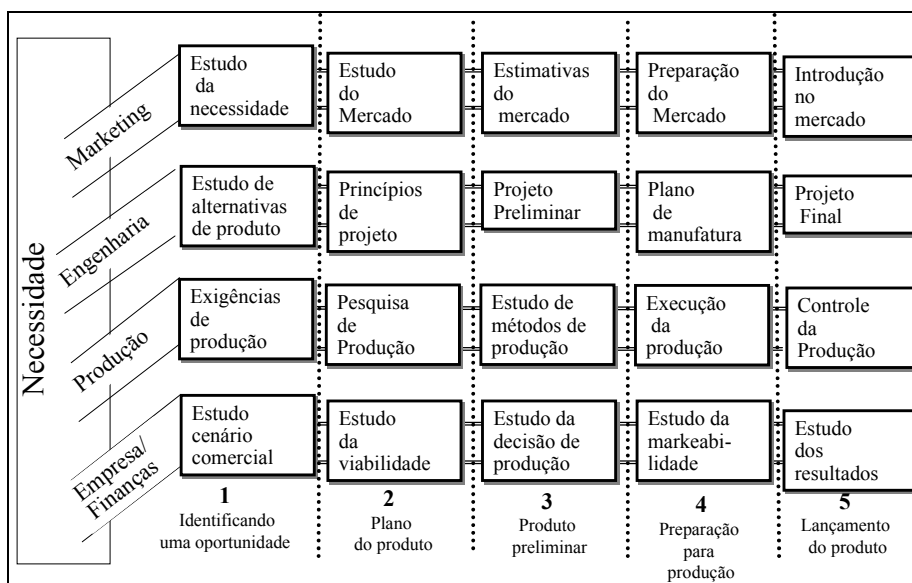 Necessidade
Marketing
Estudo
da
necessidade
Estudo
do
Mercado
Estimativas
do
mercado
Preparação
do
Mercado
Introdução
no
mercado
Engenharia
Estudo de
alternativas
de produto
Princípios
de
projeto
Projeto
Preliminar
Plano
de
manufatura
Projeto
Final
Produção
Exigências
de
produção
Pesquisa
de
Produção
Estudo de
métodos de
produção
Execução
da
produção
Controle
da
Produção
Empresa/
Finanças
Estudo
cenário
comercial
Estudo
da
viabilidade
Estudo da
decisão de
produção
Estudo da
markeabi-
lidade
Estudo
dos
resultados
1
Identificando
uma oportunidade
2
Plano
do produto
3
Produto
preliminar
4
Preparação
para
produção
5
Lançamento
do produto